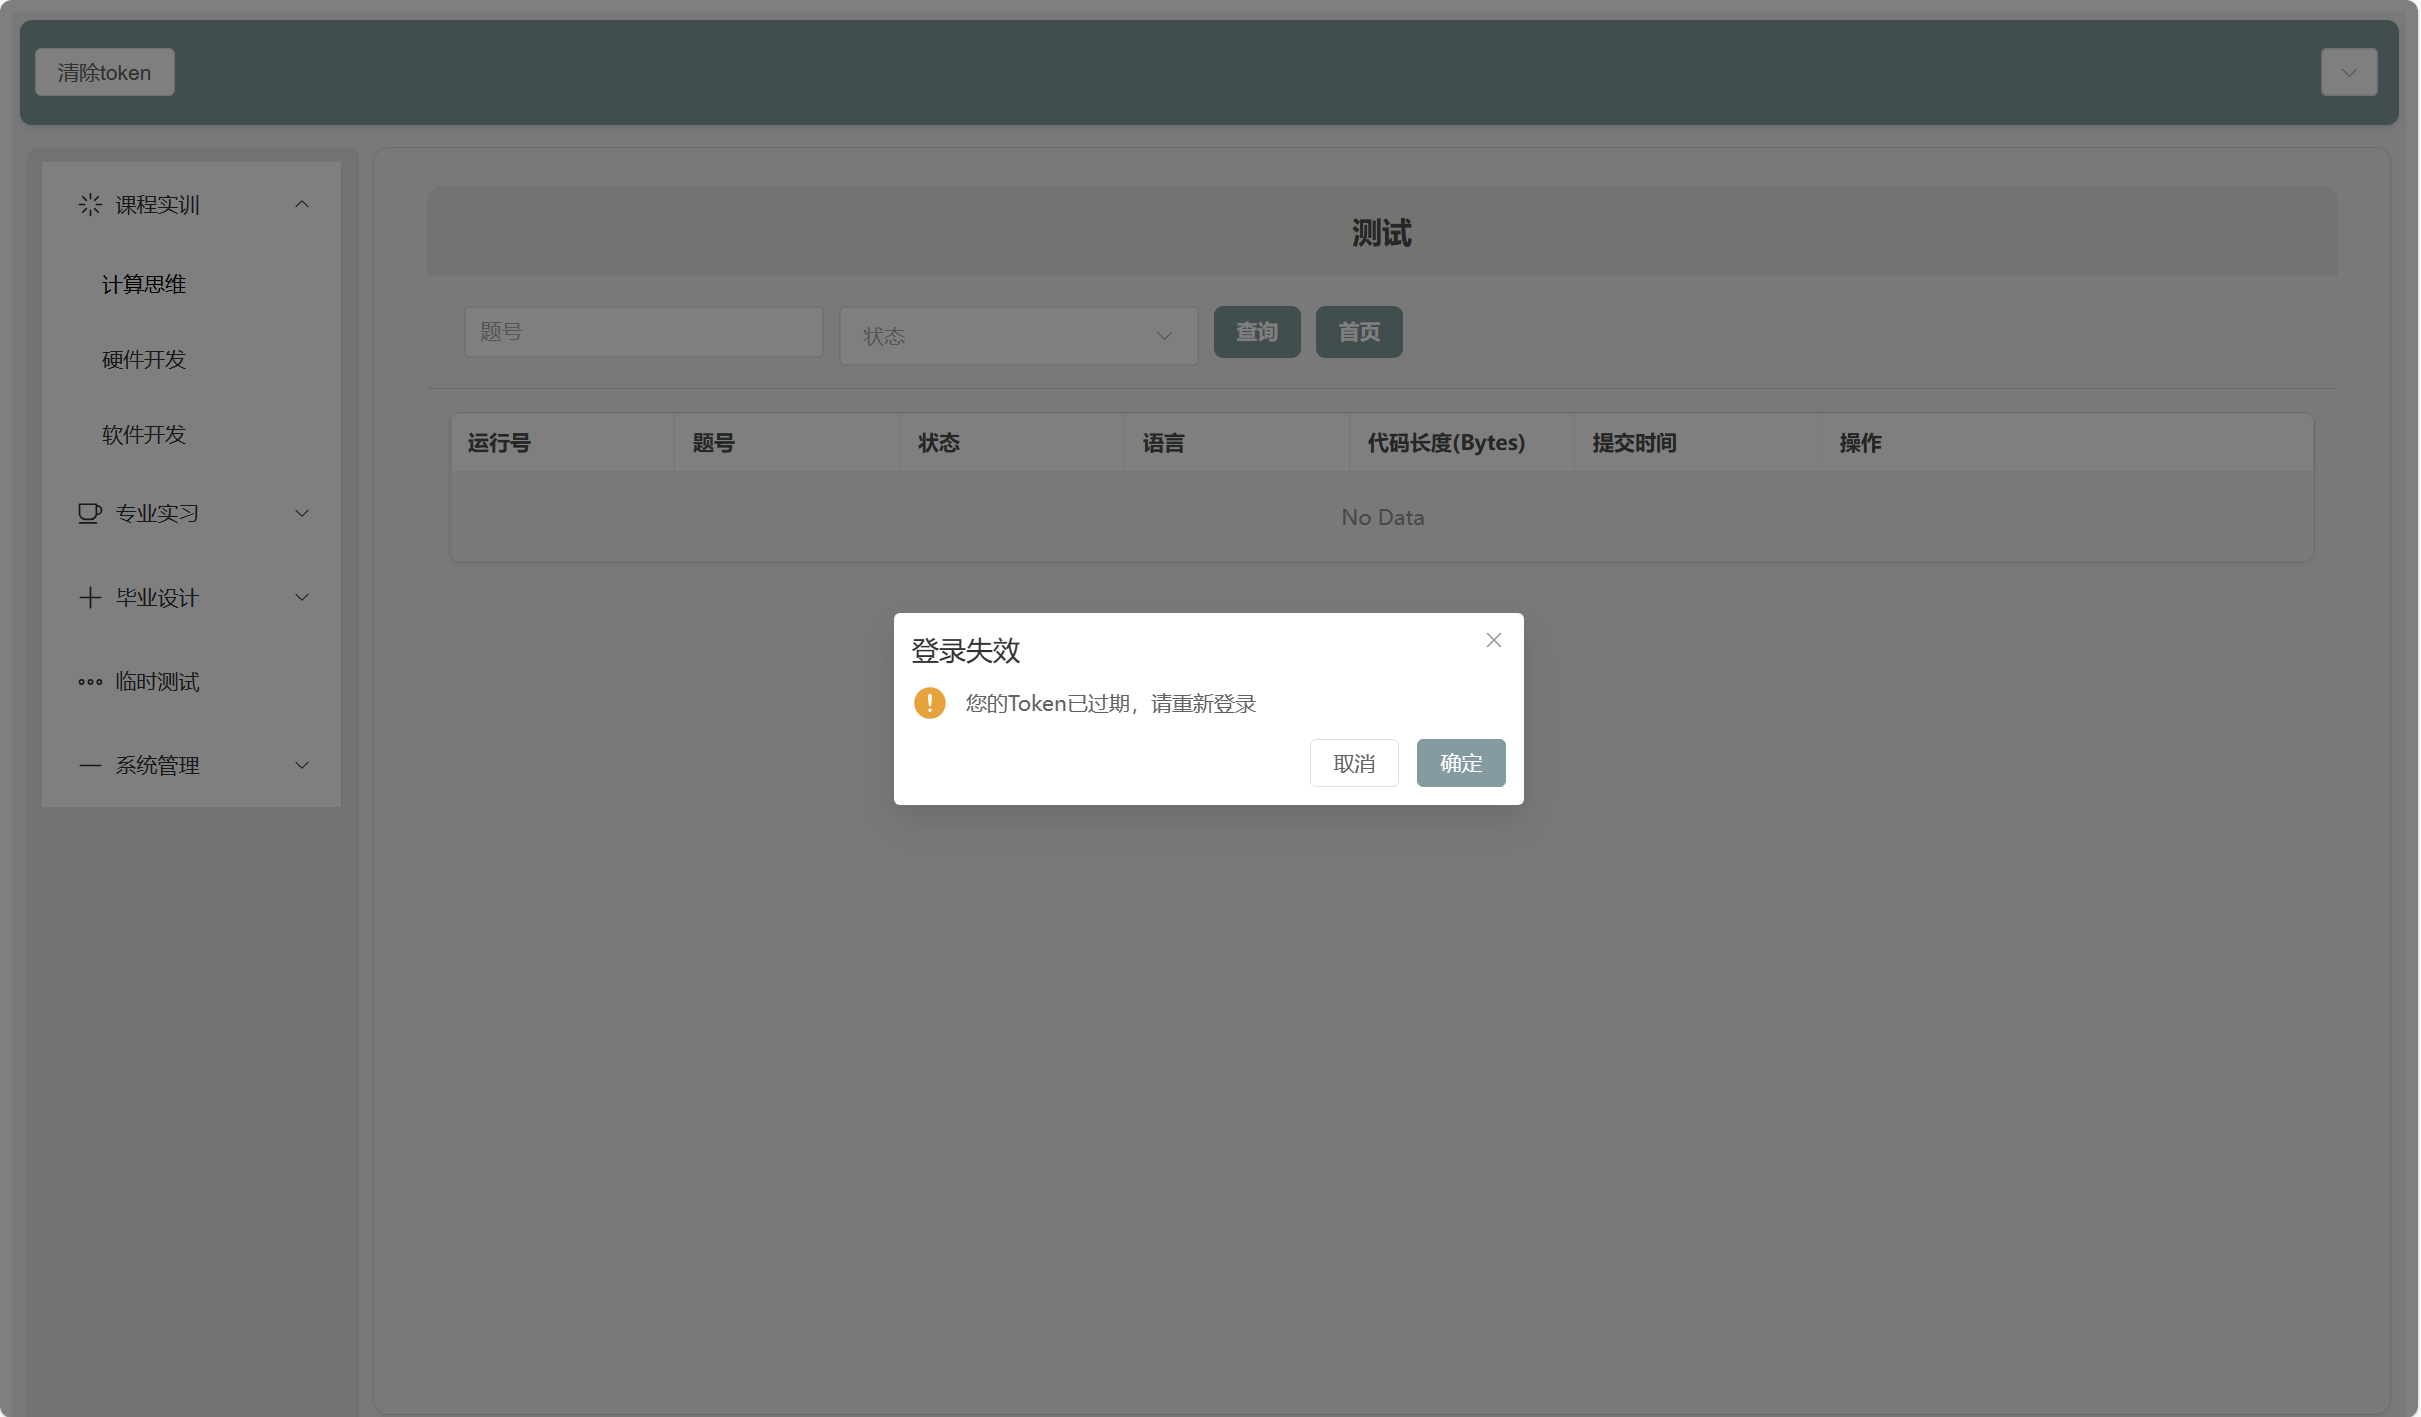 清除token
课程实训
计算思维
硬件开发
软件开发
专业实习
毕业设计
临时测试
系统管理
测试
题号 状态 查询 首页
运行号 题号 状态 语言 代码长度(Bytes) 提交时间 操作
No Data
登录失效
您的Token已过期，请重新登录
取消 确定